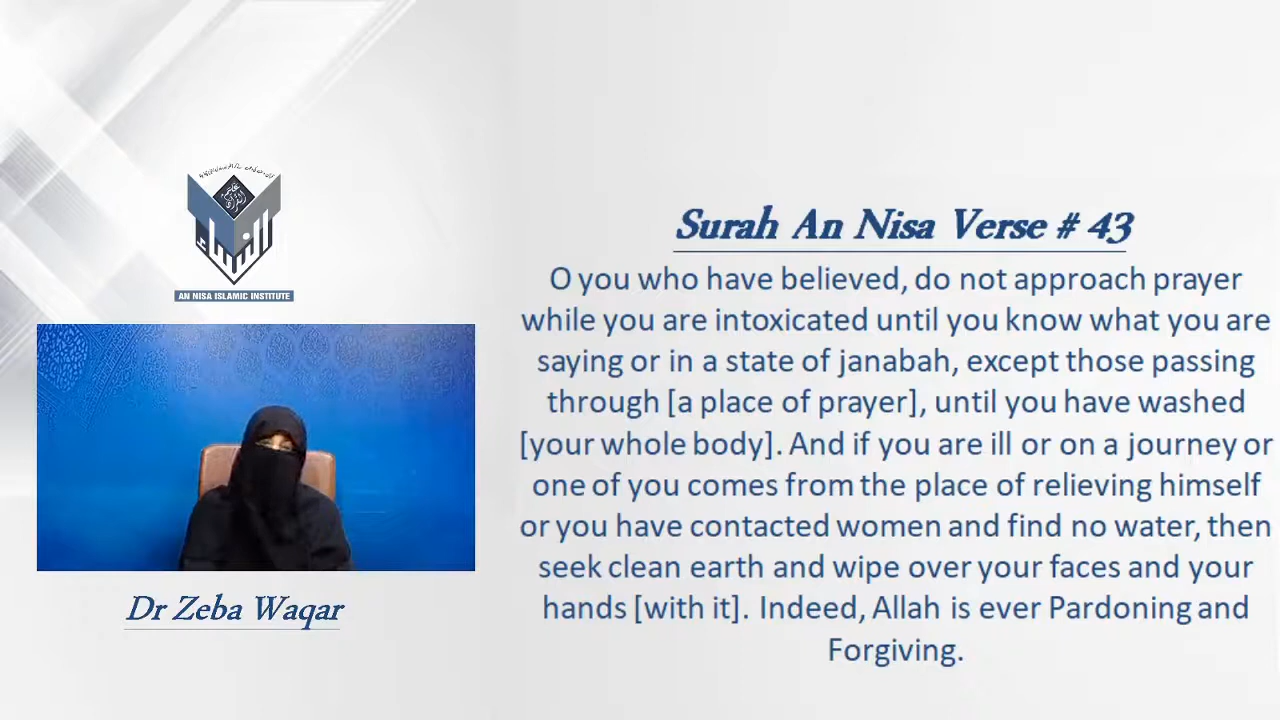 AN NISA ISLAMIC INSTITUTE
Dr Zeba Waqar
Surah An Nisa Verse # 43
O you who have believed, do not approach prayer
while you are intoxicated until you know what you are
saying or in a state of janabah, except those passing
through [a place of prayer], until you have washed
[your whole body]. And if you are ill or on a journey or
one of you comes from the place of relieving himself
or you have contacted women and find no water, then
seek clean earth and wipe over your faces and your
hands [with it]. Indeed, Allah is ever Pardoning and
Forgiving.